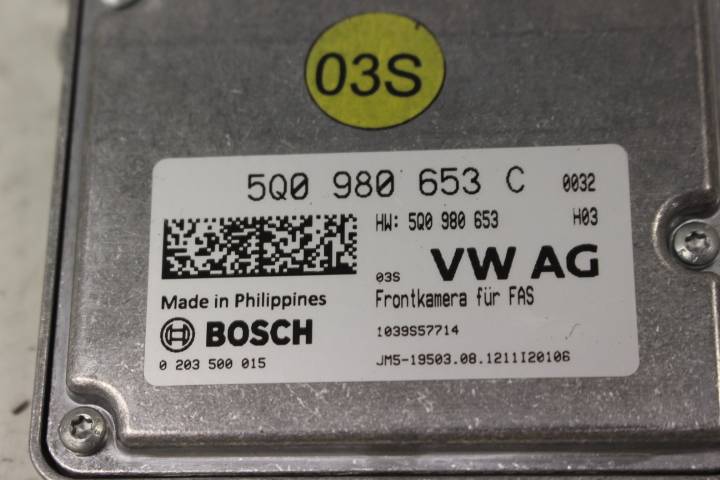 03S
5Q0 980 653 C 0032
HW: 5Q0 980 653 H03
03S VW AG
Made in Philippines Frontkamera für FAS
BOSCH 1039S57714
0 203 500 015 JM5-19503.08.1211I20106